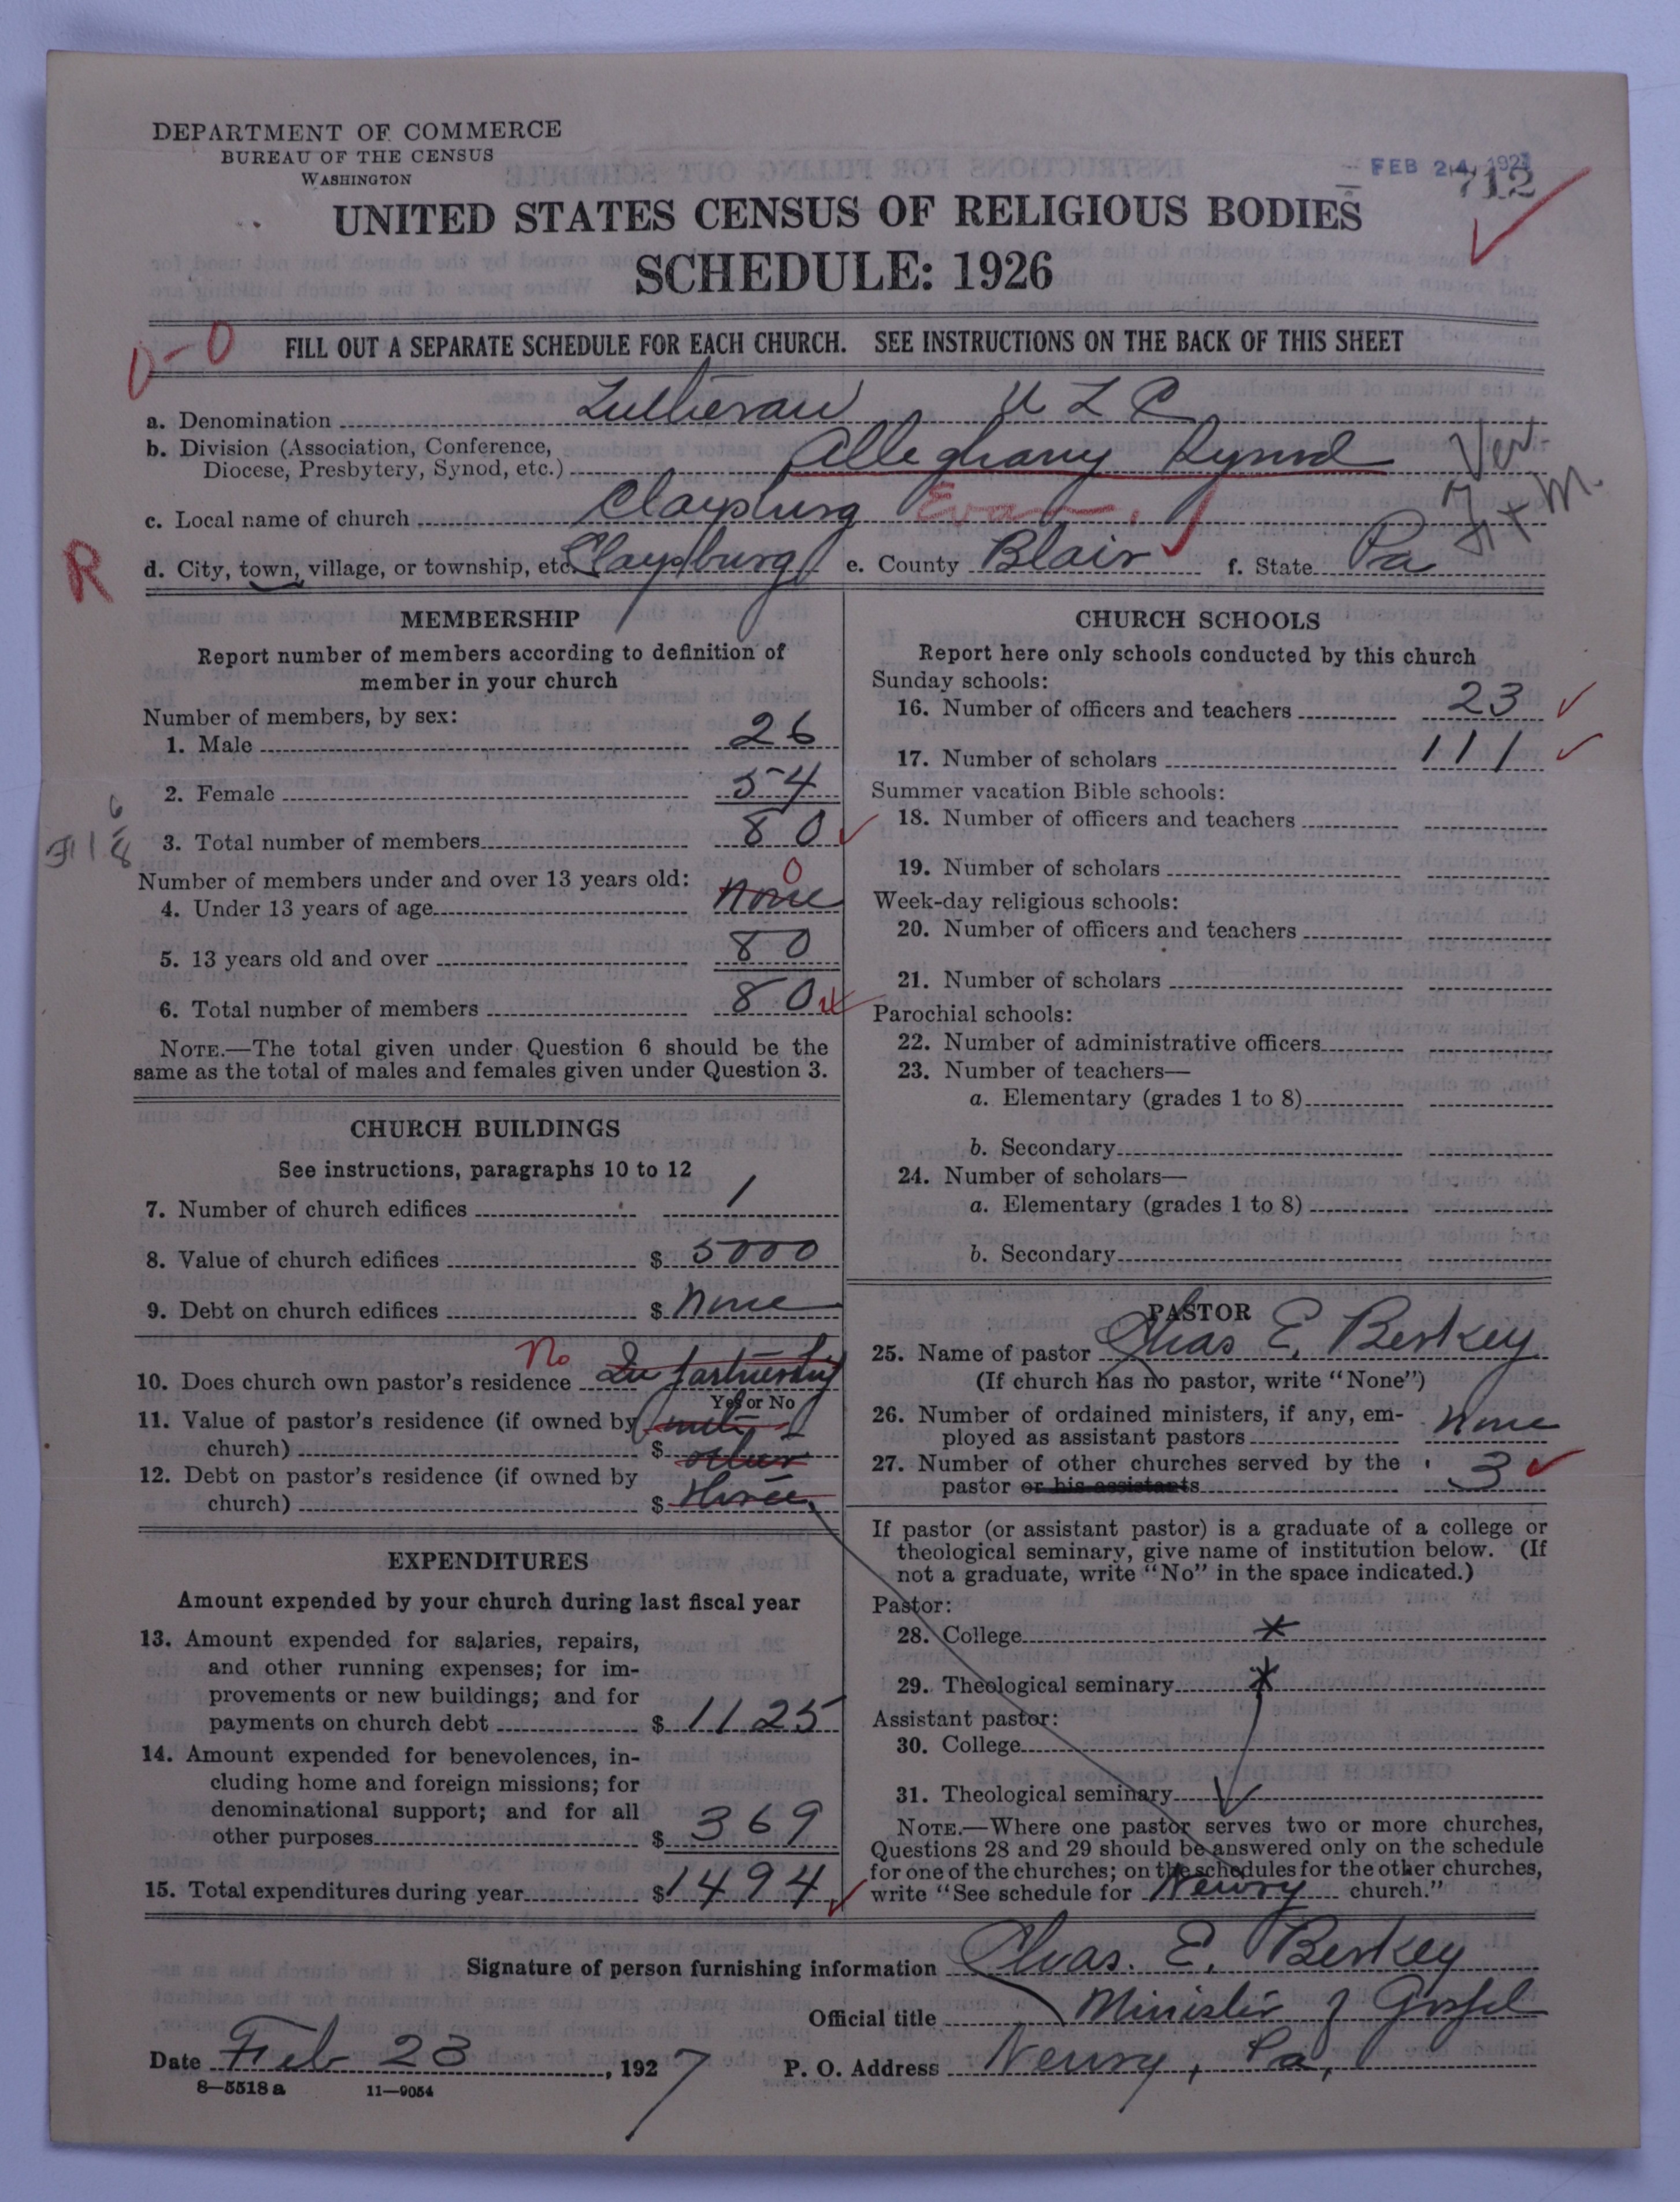 DEPARTMENT OF COMMERCE
BUREAU OF THE CENSUS
WASHINGTON
FEB 24, 1927
712
UNITED STATES CENSUS OF RELIGIOUS BODIES
SCHEDULE: 1926
0-0
FILL OUT A SEPARATE SCHEDULE FOR EACH CHURCH. SEE INSTRUCTIONS ON THE BACK OF THIS SHEET
a. Denomination Lutheran U L C
b. Division (Association, Conference,
Diocese, Presbytery, Synod, etc.) Alleghany Synod
Ver
c. Local name of church Claysburg Evan.
H + M.
R
d. City, town, village, or township, etc. Claysburg e. County Blair f. State Pa
MEMBERSHIP
Report number of members according to definition of
member in your church
Number of members, by sex:
1. Male 26
2. Female 54
3. Total number of members 80
Number of members under and over 13 years old:
0
4. Under 13 years of age None
5. 13 years old and over 80
6. Total number of members 80
NOTE.—The total given under Question 6 should be the
same as the total of males and females given under Question 3.
CHURCH BUILDINGS
See instructions, paragraphs 10 to 12
7. Number of church edifices 1
8. Value of church edifices $ 5000
9. Debt on church edifices $ None
No
10. Does church own pastor's residence In partnership
Yes or No
11. Value of pastor's residence (if owned by with
church) $ other
12. Debt on pastor's residence (if owned by
church) $ three
EXPENDITURES
Amount expended by your church during last fiscal year
13. Amount expended for salaries, repairs,
and other running expenses; for im-
provements or new buildings; and for
payments on church debt $ 1125
14. Amount expended for benevolences, in-
cluding home and foreign missions; for
denominational support; and for all
other purposes $ 369
15. Total expenditures during year $ 1494
CHURCH SCHOOLS
Report here only schools conducted by this church
Sunday schools:
16. Number of officers and teachers 23
17. Number of scholars 111
Summer vacation Bible schools:
18. Number of officers and teachers
19. Number of scholars
Week-day religious schools:
20. Number of officers and teachers
21. Number of scholars
Parochial schools:
22. Number of administrative officers
23. Number of teachers—
a. Elementary (grades 1 to 8)
b. Secondary
24. Number of scholars—
a. Elementary (grades 1 to 8)
b. Secondary
PASTOR
25. Name of pastor Chas E. Berkey
(If church has no pastor, write "None")
26. Number of ordained ministers, if any, em-
ployed as assistant pastors None
27. Number of other churches served by the
pastor or his assistants 3
If pastor (or assistant pastor) is a graduate of a college or
theological seminary, give name of institution below. (If
not a graduate, write "No" in the space indicated.)
Pastor:
28. College
29. Theological seminary
Assistant pastor:
30. College
31. Theological seminary
NOTE.—Where one pastor serves two or more churches,
Questions 28 and 29 should be answered only on the schedule
for one of the churches; on the schedules for the other churches,
write "See schedule for Newry church."
Signature of person furnishing information Chas. E. Berkey
Official title Minister of Gospel
Date Feb 23, 1927 P. O. Address Newry, Pa,
8—5518 a 11—9054